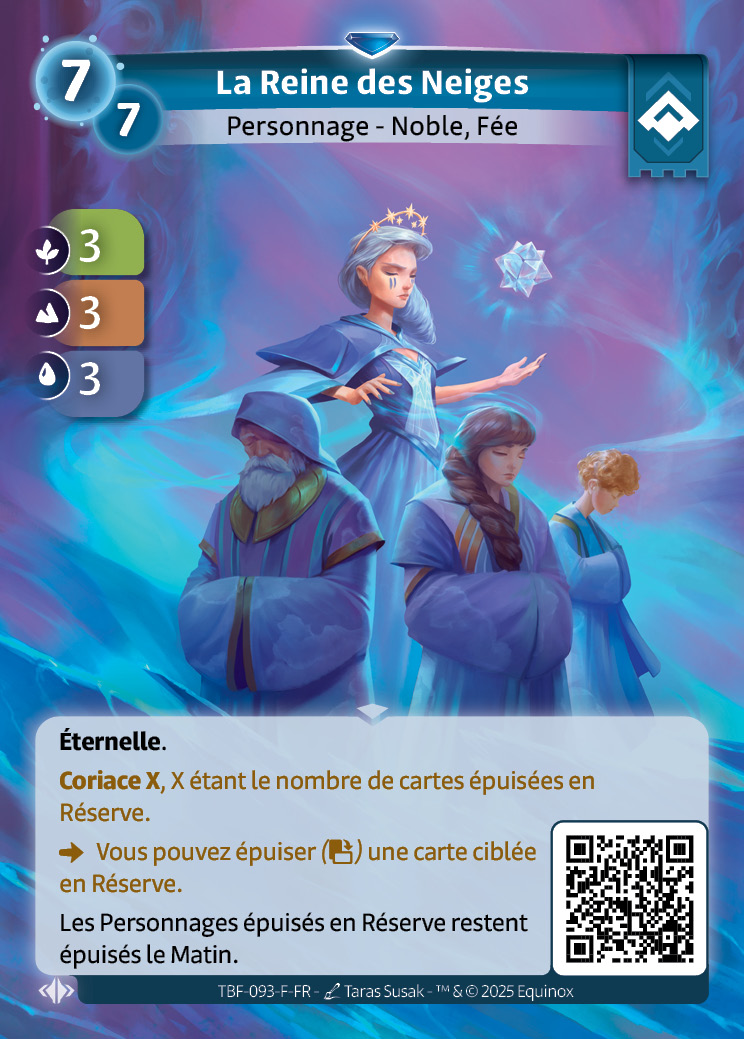 7
La Reine des Neiges
7
Personnage - Noble, Fée
3
3
3
Éternelle.
Coriace X, X étant le nombre de cartes épuisées en
Réserve.
Vous pouvez épuiser () une carte ciblée
en Réserve.
Les Personnages épuisés en Réserve restent
épuisés le Matin.
TBF-093-F-FR - Taras Susak - ™ & © 2025 Equinox